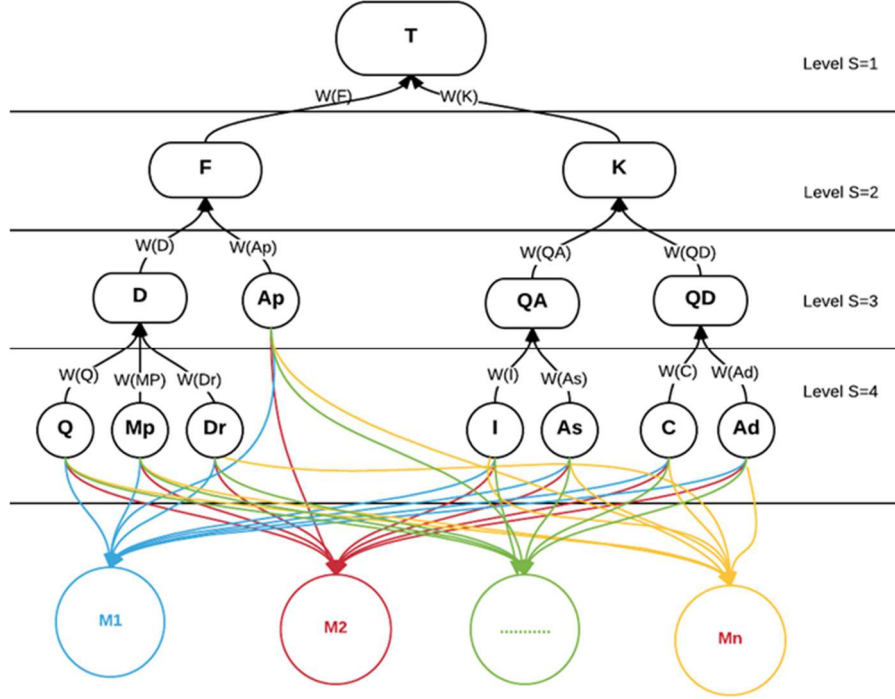 T
Level S=1
W(F) W(K)
F K
Level S=2
W(D) W(Ap) W(QA) W(QD)
D Ap QA QD
Level S=3
W(Q) W(MP) W(Dr) W(I) W(As) W(C) W(Ad)
Level S=4
Q Mp Dr I As C Ad
M1 M2 ........... Mn